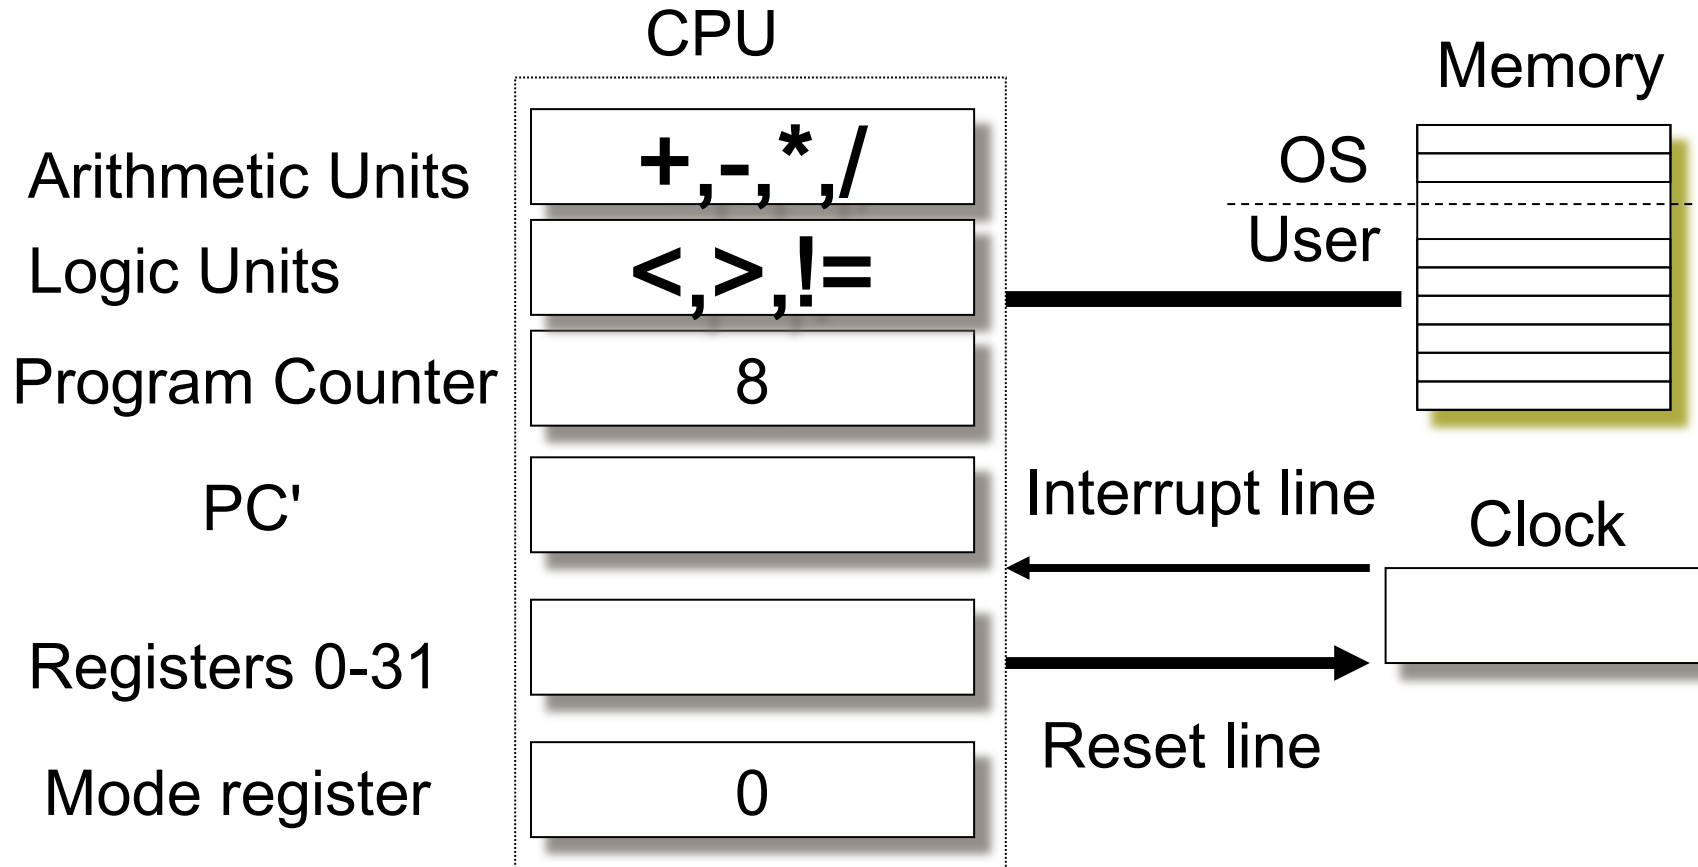 CPU
Memory
Arithmetic Units
+,-,*,/
OS
User
Logic Units
<,>,!=
Program Counter
8
PC'
Interrupt line
Clock
Registers 0-31
Reset line
Mode register
0